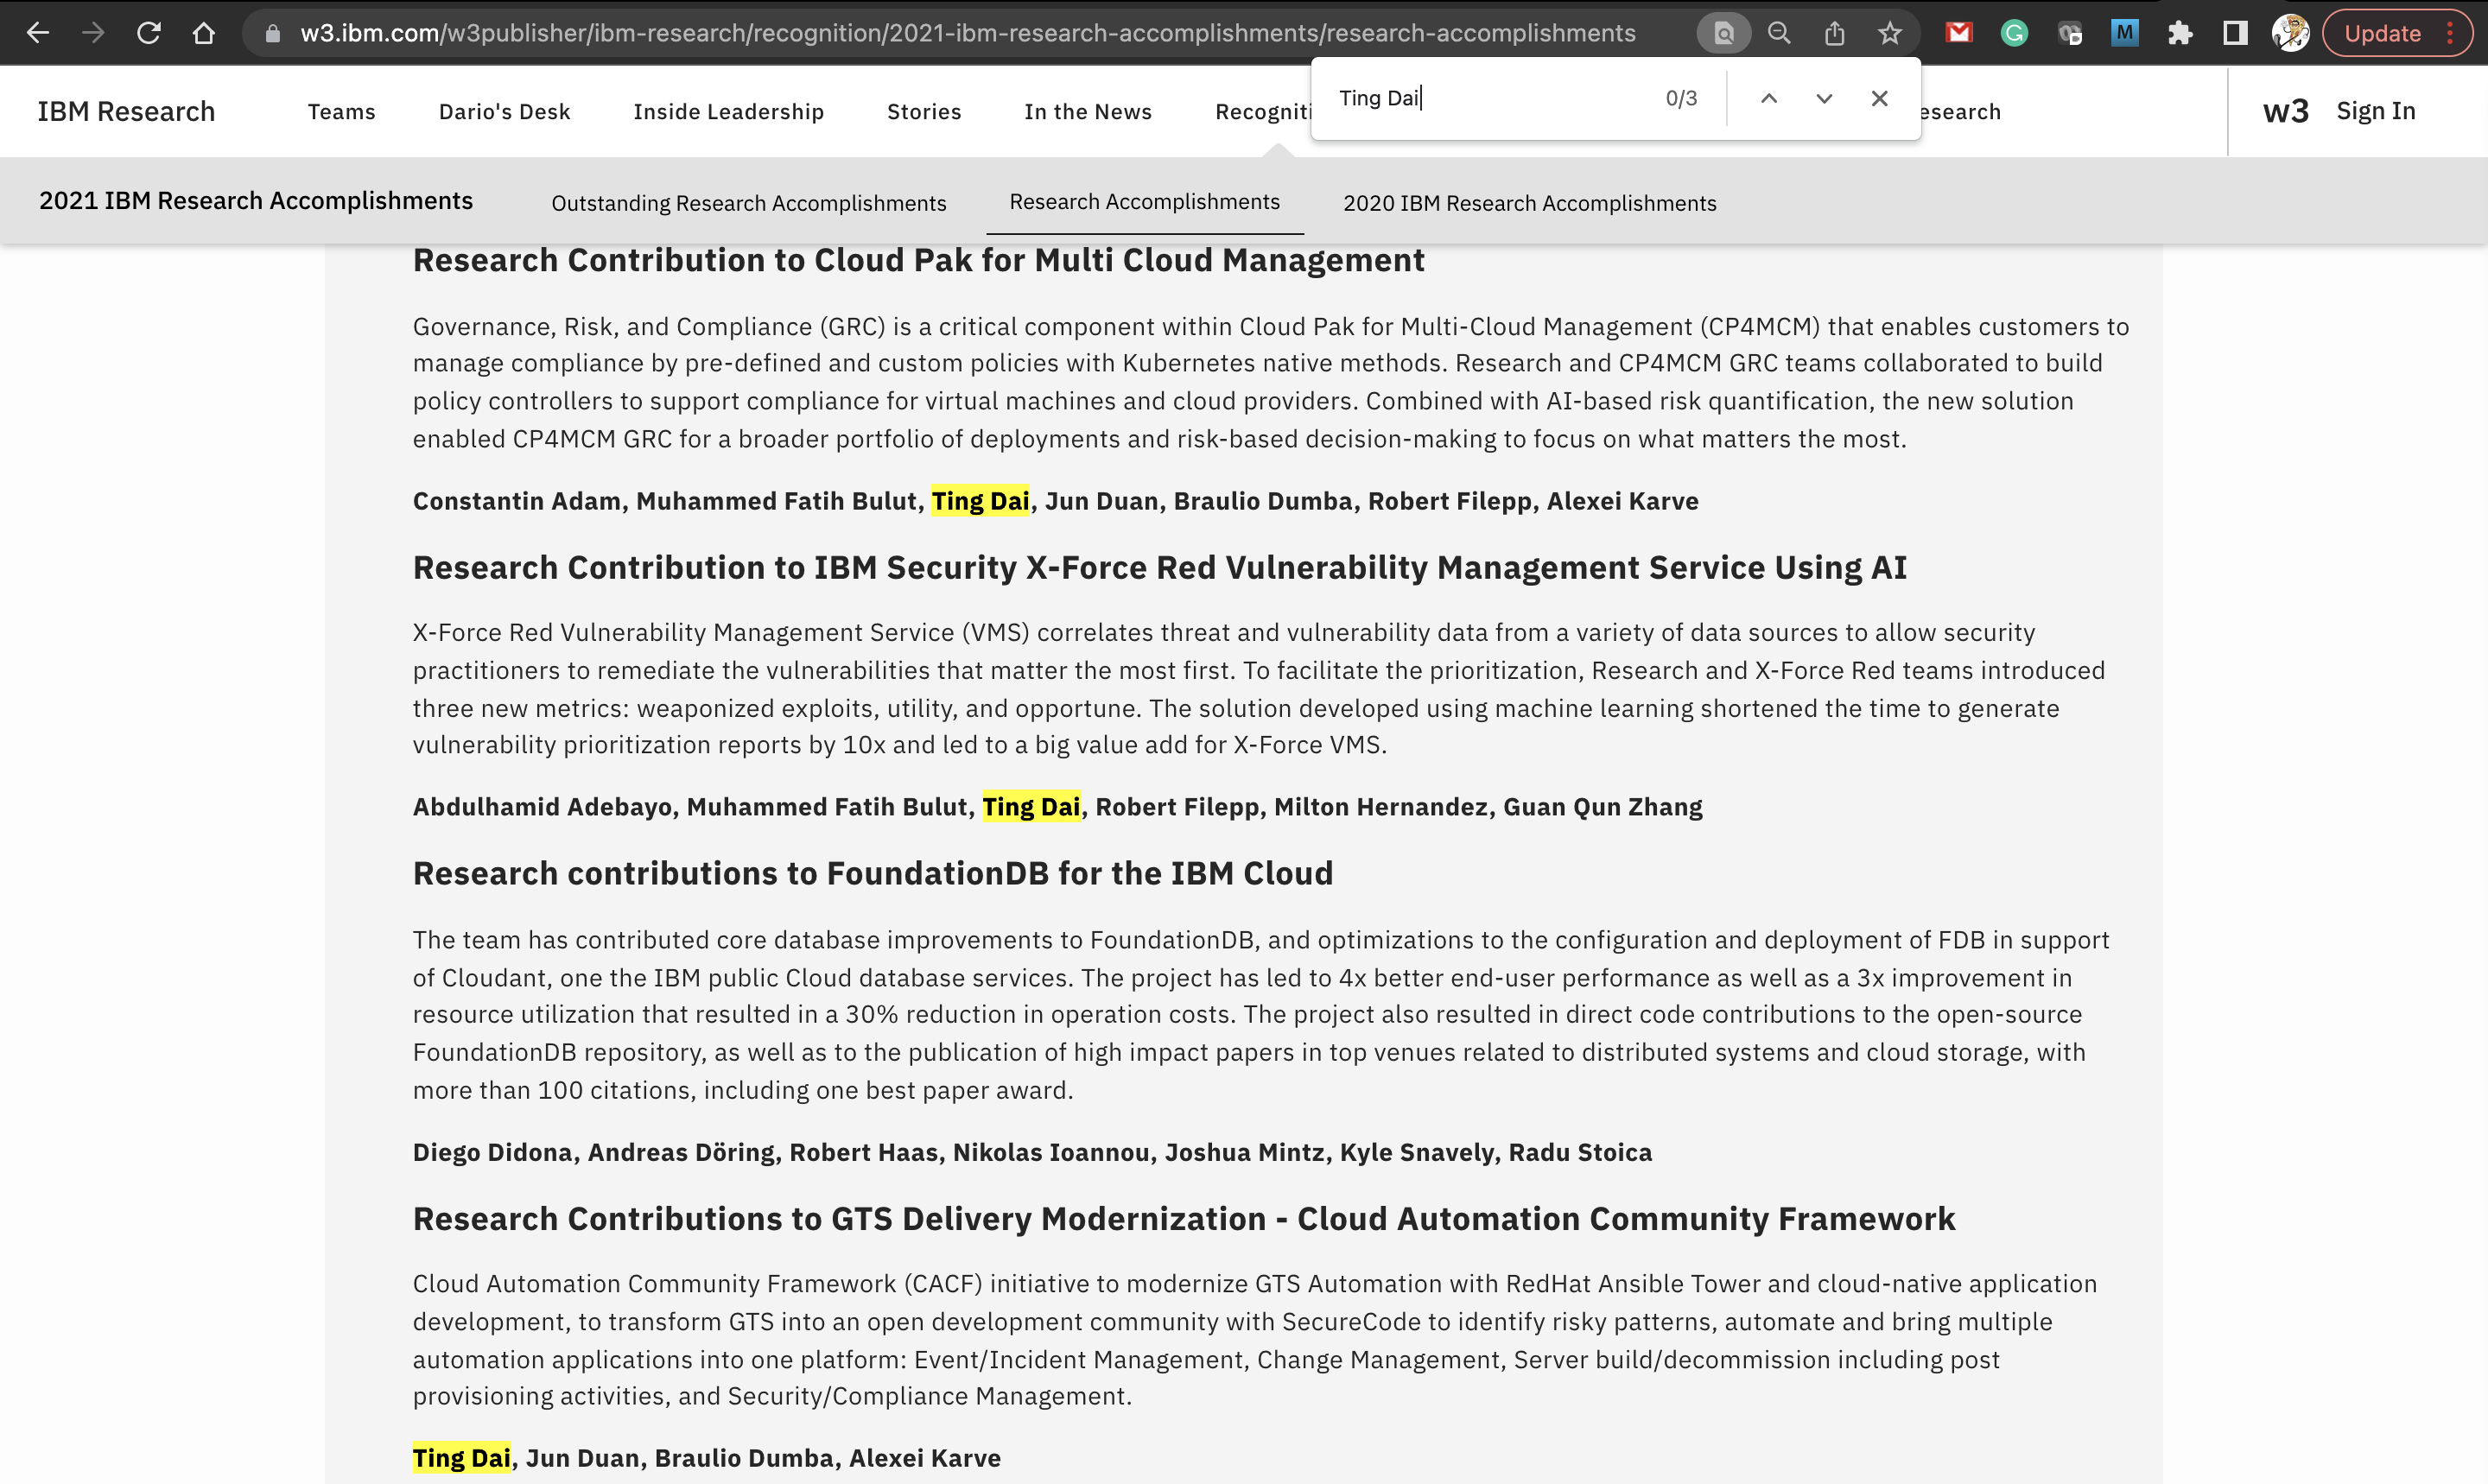 w3.ibm.com/w3publisher/ibm-research/recognition/2021-ibm-research-accomplishments/research-accomplishments
M
Update
Ting Dai
0/3
IBM Research
Teams
Dario's Desk
Inside Leadership
Stories
In the News
Recogniti
esearch
w3
Sign In
2021 IBM Research Accomplishments
Outstanding Research Accomplishments
Research Accomplishments
2020 IBM Research Accomplishments
Research Contribution to Cloud Pak for Multi Cloud Management
Governance, Risk, and Compliance (GRC) is a critical component within Cloud Pak for Multi-Cloud Management (CP4MCM) that enables customers to
manage compliance by pre-defined and custom policies with Kubernetes native methods. Research and CP4MCM GRC teams collaborated to build
policy controllers to support compliance for virtual machines and cloud providers. Combined with AI-based risk quantification, the new solution
enabled CP4MCM GRC for a broader portfolio of deployments and risk-based decision-making to focus on what matters the most.
Constantin Adam, Muhammed Fatih Bulut, Ting Dai, Jun Duan, Braulio Dumba, Robert Filepp, Alexei Karve
Research Contribution to IBM Security X-Force Red Vulnerability Management Service Using AI
X-Force Red Vulnerability Management Service (VMS) correlates threat and vulnerability data from a variety of data sources to allow security
practitioners to remediate the vulnerabilities that matter the most first. To facilitate the prioritization, Research and X-Force Red teams introduced
three new metrics: weaponized exploits, utility, and opportune. The solution developed using machine learning shortened the time to generate
vulnerability prioritization reports by 10x and led to a big value add for X-Force VMS.
Abdulhamid Adebayo, Muhammed Fatih Bulut, Ting Dai, Robert Filepp, Milton Hernandez, Guan Qun Zhang
Research contributions to FoundationDB for the IBM Cloud
The team has contributed core database improvements to FoundationDB, and optimizations to the configuration and deployment of FDB in support
of Cloudant, one the IBM public Cloud database services. The project has led to 4x better end-user performance as well as a 3x improvement in
resource utilization that resulted in a 30% reduction in operation costs. The project also resulted in direct code contributions to the open-source
FoundationDB repository, as well as to the publication of high impact papers in top venues related to distributed systems and cloud storage, with
more than 100 citations, including one best paper award.
Diego Didona, Andreas Döring, Robert Haas, Nikolas Ioannou, Joshua Mintz, Kyle Snavely, Radu Stoica
Research Contributions to GTS Delivery Modernization - Cloud Automation Community Framework
Cloud Automation Community Framework (CACF) initiative to modernize GTS Automation with RedHat Ansible Tower and cloud-native application
development, to transform GTS into an open development community with SecureCode to identify risky patterns, automate and bring multiple
automation applications into one platform: Event/Incident Management, Change Management, Server build/decommission including post
provisioning activities, and Security/Compliance Management.
Ting Dai, Jun Duan, Braulio Dumba, Alexei Karve